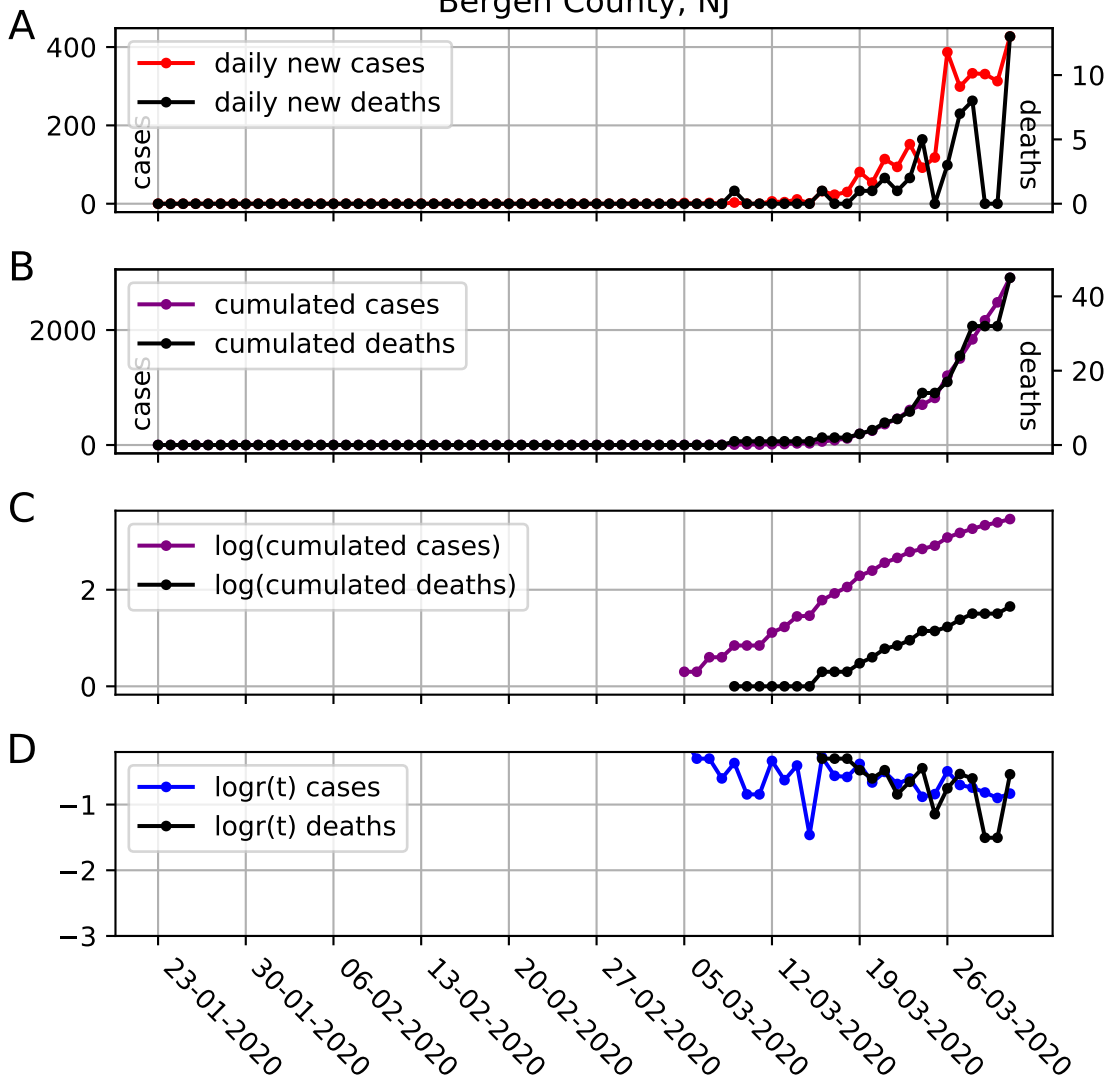 Bergen County, NJ
A
400
200
0
cases
daily new cases
daily new deaths
10
5
0
deaths
B
2000
0
cases
cumulated cases
cumulated deaths
40
20
0
deaths
C
2
0
log(cumulated cases)
log(cumulated deaths)
D
−1
−2
−3
logr(t) cases
logr(t) deaths
23-01-2020
30-01-2020
06-02-2020
13-02-2020
20-02-2020
27-02-2020
05-03-2020
12-03-2020
19-03-2020
26-03-2020